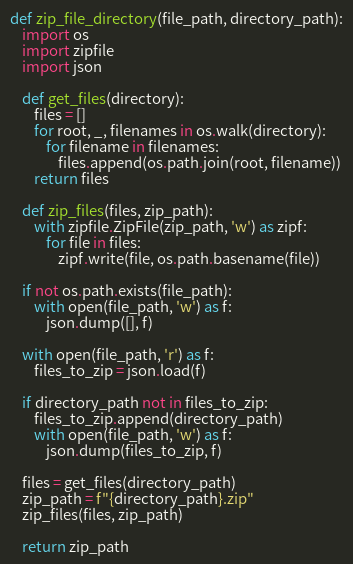 def zip_file_directory(file_path, directory_path):
    import os
    import zipfile
    import json

    def get_files(directory):
        files = []
        for root, _, filenames in os.walk(directory):
            for filename in filenames:
                files.append(os.path.join(root, filename))
        return files

    def zip_files(files, zip_path):
        with zipfile.ZipFile(zip_path, 'w') as zipf:
            for file in files:
                zipf.write(file, os.path.basename(file))

    if not os.path.exists(file_path):
        with open(file_path, 'w') as f:
            json.dump([], f)

    with open(file_path, 'r') as f:
        files_to_zip = json.load(f)

    if directory_path not in files_to_zip:
        files_to_zip.append(directory_path)
        with open(file_path, 'w') as f:
            json.dump(files_to_zip, f)

    files = get_files(directory_path)
    zip_path = f"{directory_path}.zip"
    zip_files(files, zip_path)

    return zip_path